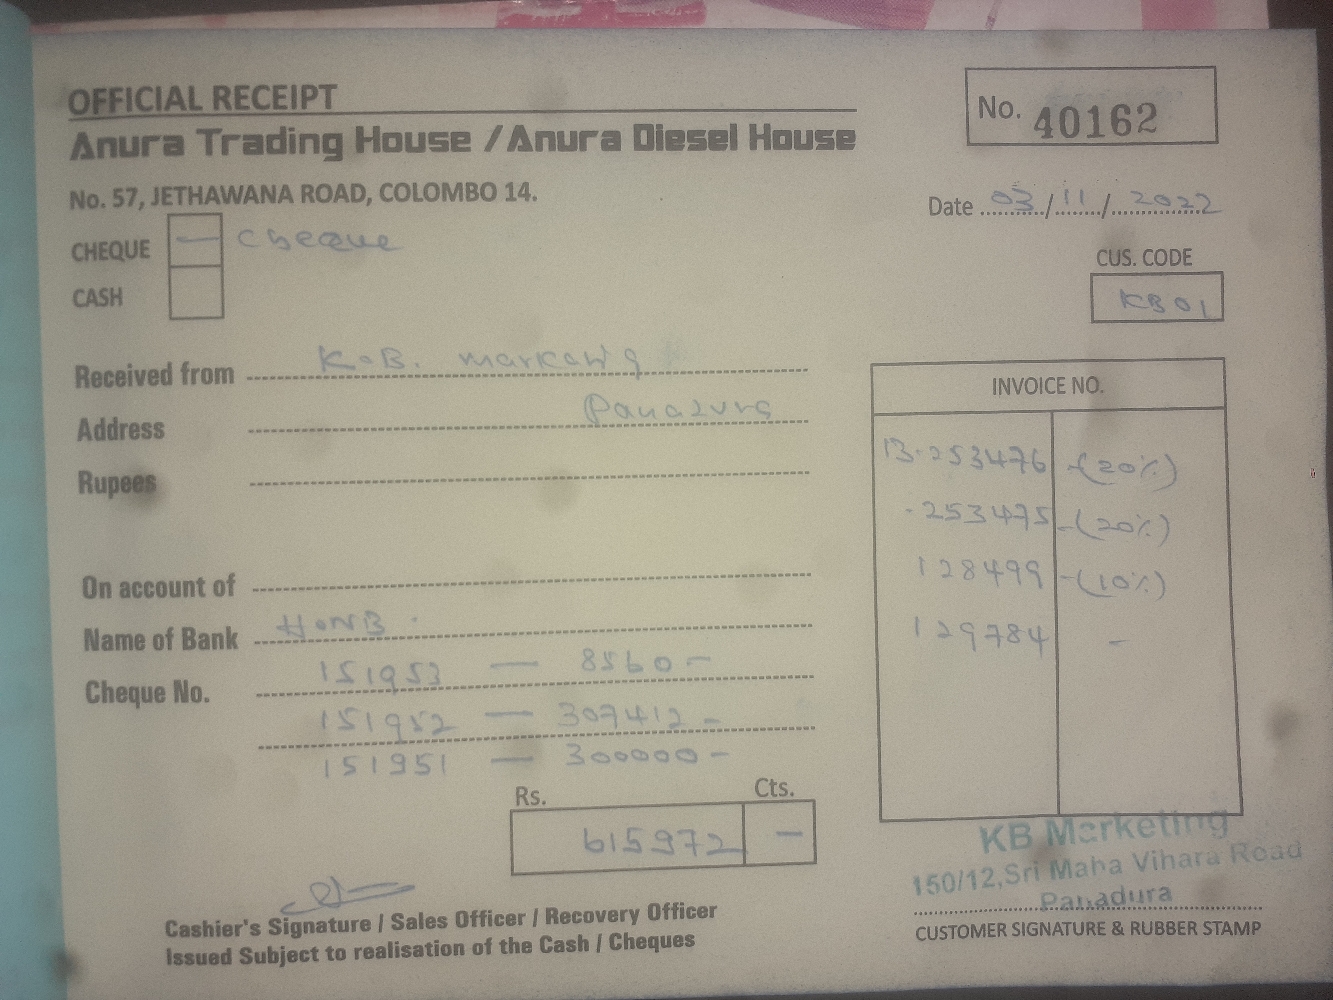 OFFICIAL RECEIPT
No. 40162
Anura Trading House / Anura Diesel House
No. 57, JETHAWANA ROAD, COLOMBO 14.
Date 03/11/2022
CHEQUE — cheque
CASH
CUS. CODE
KB01
Received from K.B. markating
Address Panadura
Rupees
INVOICE NO.
13-253476 -(20%)
-253475 -(20%)
128499 -(10%)
129784 -
On account of
Name of Bank H.N.B.
Cheque No. 151953 — 8560-
151952 — 307412-
151951 — 300000-
Rs. Cts.
615972 —
KB Marketing
150/12,Sri Maha Vihara Road
Panadura
Cashier's Signature / Sales Officer / Recovery Officer
Issued Subject to realisation of the Cash / Cheques
CUSTOMER SIGNATURE & RUBBER STAMP